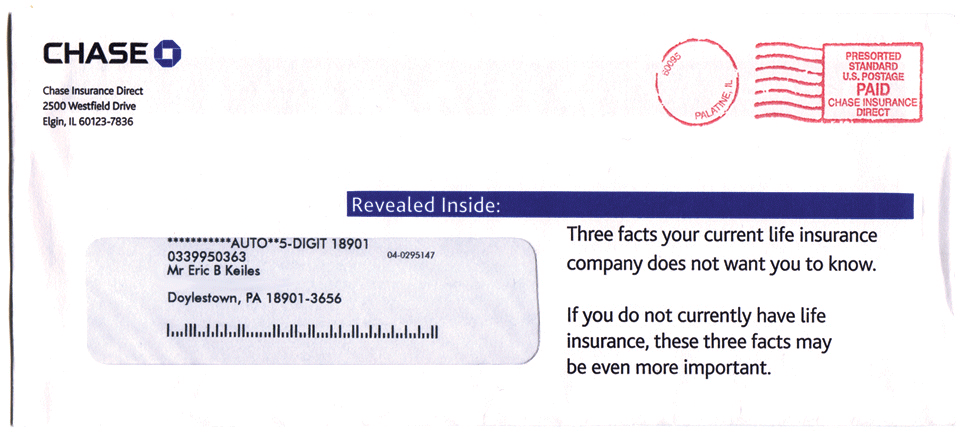 CHASE
Chase Insurance Direct
2500 Westfield Drive
Elgin, IL 60123-7836
60095
PALATINE, IL
PRESORTED
STANDARD
U.S. POSTAGE
PAID
CHASE INSURANCE
DIRECT
Revealed Inside:
***********AUTO**5-DIGIT 18901
0339950363 04-0295147
Mr Eric B Keiles
Doylestown, PA 18901-3656
Three facts your current life insurance
company does not want you to know.
If you do not currently have life
insurance, these three facts may
be even more important.